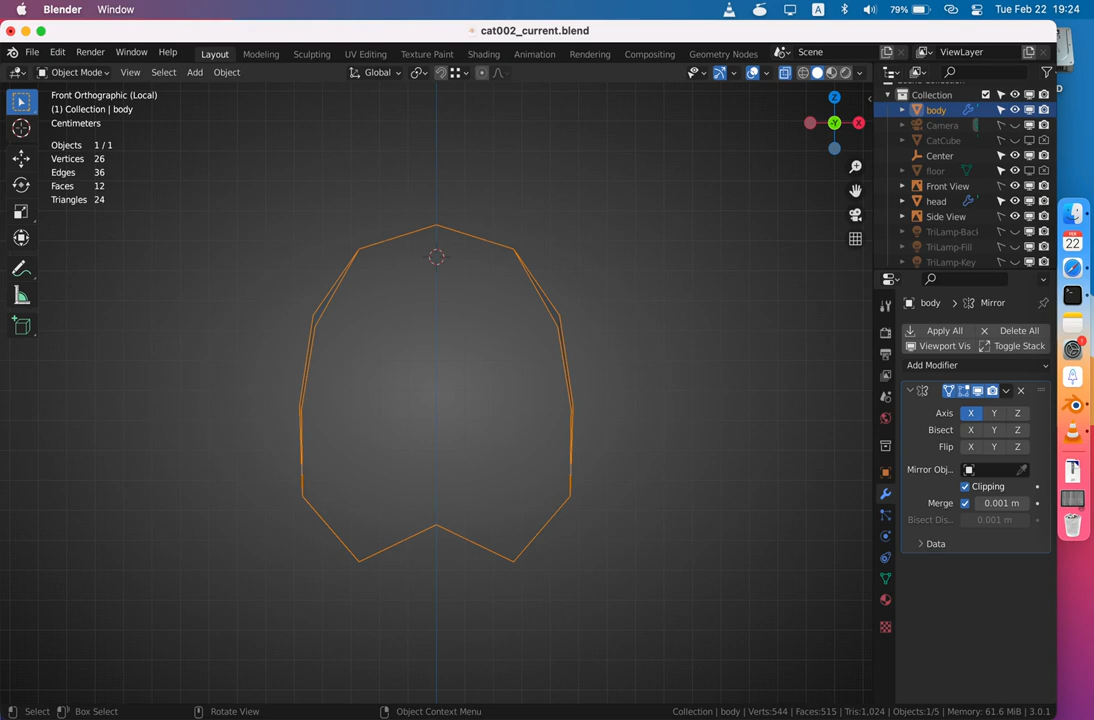 Blender Window
A 79% Tue Feb 22 19:24
cat002_current.blend
File Edit Render Window Help Layout Modeling Sculpting UV Editing Texture Paint Shading Animation Rendering Compositing Geometry Nodes Scene ViewLayer
Object Mode View Select Add Object Global
Front Orthographic (Local)
(1) Collection | body
Centimeters
Objects 1 / 1
Vertices 26
Edges 36
Faces 12
Triangles 24
Z
-Y X
Scene Collection
Collection
body
Camera
CatCube
Center
floor
Front View
head
Side View
TriLamp-Back
TriLamp-Fill
TriLamp-Key
FEB
22
1
body > Mirror
Apply All Delete All
Viewport Vis Toggle Stack
Add Modifier
Axis X Y Z
Bisect X Y Z
Flip X Y Z
Mirror Obj..
Clipping
Merge 0.001 m
Bisect Dis... 0.001 m
Data
Select Box Select Rotate View Object Context Menu Collection | body | Verts:544 | Faces:515 | Tris:1,024 | Objects:1/5 | Memory: 61.6 MiB | 3.0.1